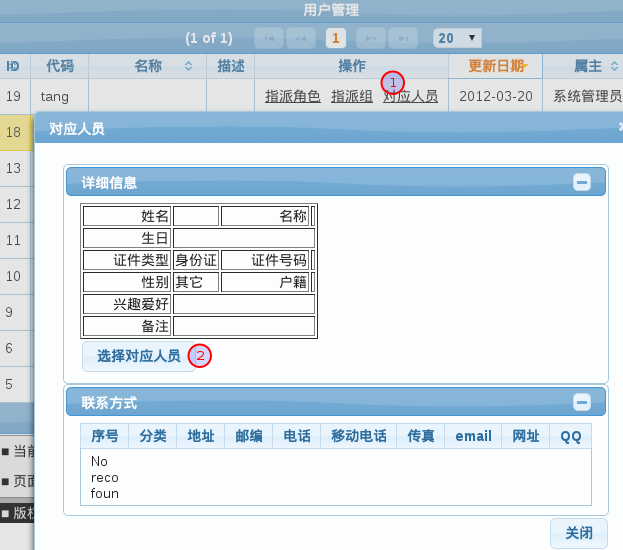 用户管理
(1 of 1) 1 20
ID 代码 名称 描述 操作 更新日期 属主
19 tang 指派角色 指派组 对应人员 2012-03-20 系统管理员
1
18
对应人员
13
详细信息
12
姓名 名称
11
生日
证件类型 身份证 证件号码
10
性别 其它 户籍
9
兴趣爱好
备注
6
选择对应人员 2
5
联系方式
序号 分类 地址 邮编 电话 移动电话 传真 email 网址 QQ
当前
No
页面
reco
foun
版权
关闭